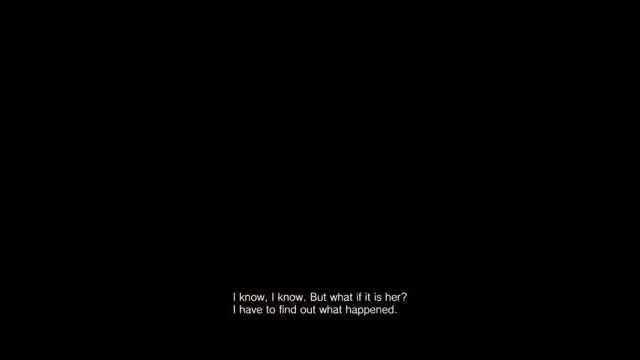 I know, I know. But what if it is her?
I have to find out what happened.